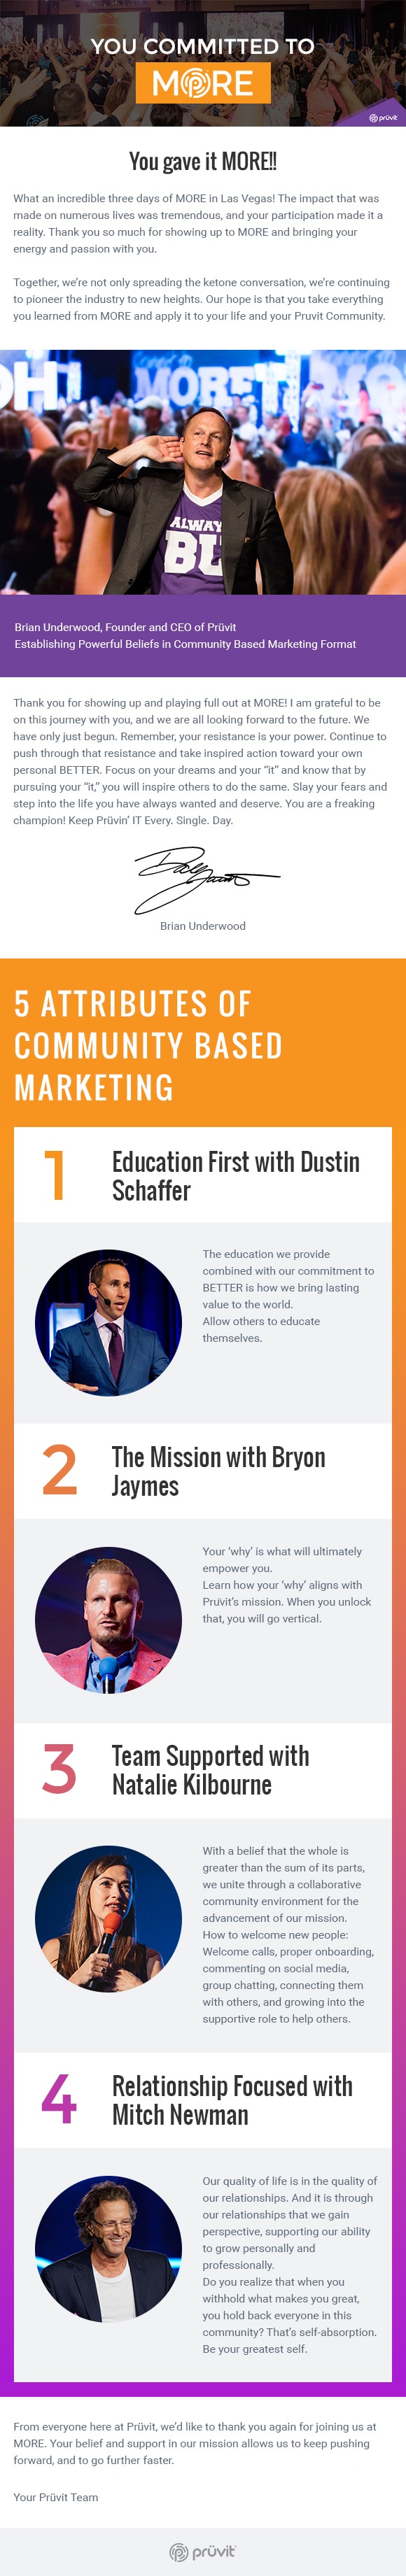 YOU COMMITTED TO
MORE
prüvit
You gave it MORE!!
What an incredible three days of MORE in Las Vegas! The impact that was
made on numerous lives was tremendous, and your participation made it a
reality. Thank you so much for showing up to MORE and bringing your
energy and passion with you.
Together, we're not only spreading the ketone conversation, we're continuing
to pioneer the industry to new heights. Our hope is that you take everything
you learned from MORE and apply it to your life and your Pruvit Community.
OH
MORE
ALWAY
BL
Brian Underwood, Founder and CEO of Prüvit
Establishing Powerful Beliefs in Community Based Marketing Format
Thank you for showing up and playing full out at MORE! I am grateful to be
on this journey with you, and we are all looking forward to the future. We
have only just begun. Remember, your resistance is your power. Continue to
push through that resistance and take inspired action toward your own
personal BETTER. Focus on your dreams and your “it” and know that by
pursuing your “it,” you will inspire others to do the same. Slay your fears and
step into the life you have always wanted and deserve. You are a freaking
champion! Keep Prüvin’ IT Every. Single. Day.
Brian Underwood
5 ATTRIBUTES OF
COMMUNITY BASED
MARKETING
1
Education First with Dustin
Schaffer
The education we provide
combined with our commitment to
BETTER is how we bring lasting
value to the world.
Allow others to educate
themselves.
2
The Mission with Bryon
Jaymes
Your ‘why’ is what will ultimately
empower you.
Learn how your ‘why’ aligns with
Pruvit’s mission. When you unlock
that, you will go vertical.
3
Team Supported with
Natalie Kilbourne
With a belief that the whole is
greater than the sum of its parts,
we unite through a collaborative
community environment for the
advancement of our mission.
How to welcome new people:
Welcome calls, proper onboarding,
commenting on social media,
group chatting, connecting them
with others, and growing into the
supportive role to help others.
4
Relationship Focused with
Mitch Newman
Our quality of life is in the quality of
our relationships. And it is through
our relationships that we gain
perspective, supporting our ability
to grow personally and
professionally.
Do you realize that when you
withhold what makes you great,
you hold back everyone in this
community? That’s self-absorption.
Be your greatest self.
From everyone here at Prüvit, we’d like to thank you again for joining us at
MORE. Your belief and support in our mission allows us to keep pushing
forward, and to go further faster.
Your Prüvit Team
prüvit